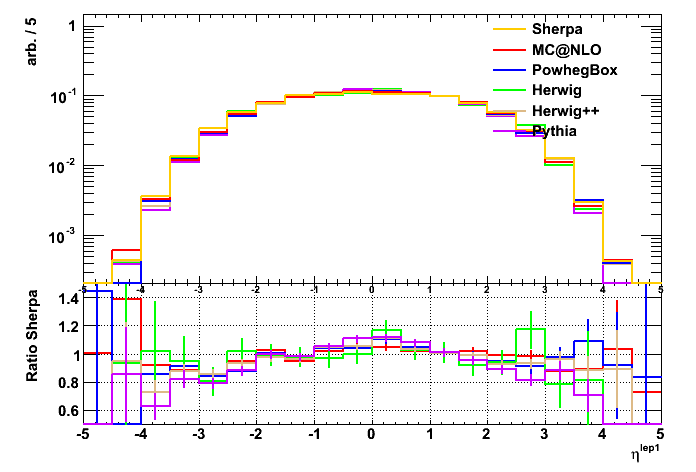 arb. / 5
1
10^-1
10^-2
10^-3
Sherpa
MC@NLO
PowhegBox
Herwig
Herwig++
Pythia
-5 -4 -3 -2 -1 0 1 2 3 4 5
Ratio Sherpa
1.4
1.2
1
0.8
0.6
-5 -4 -3 -2 -1 0 1 2 3 4 5
η^lep1